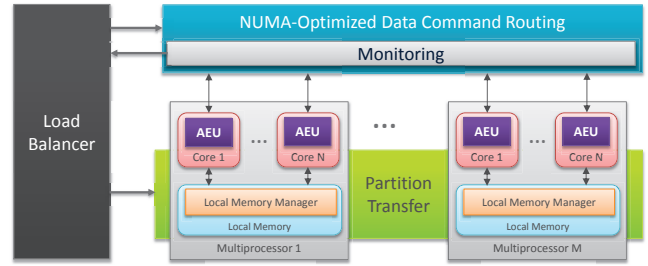 NUMA-Optimized Data Command Routing
Monitoring
Load
Balancer
AEU
...
AEU
Core 1
Core N
...
AEU
...
AEU
Core 1
Core N
Partition
Transfer
Local Memory Manager
Local Memory
Multiprocessor 1
Local Memory Manager
Local Memory
Multiprocessor M